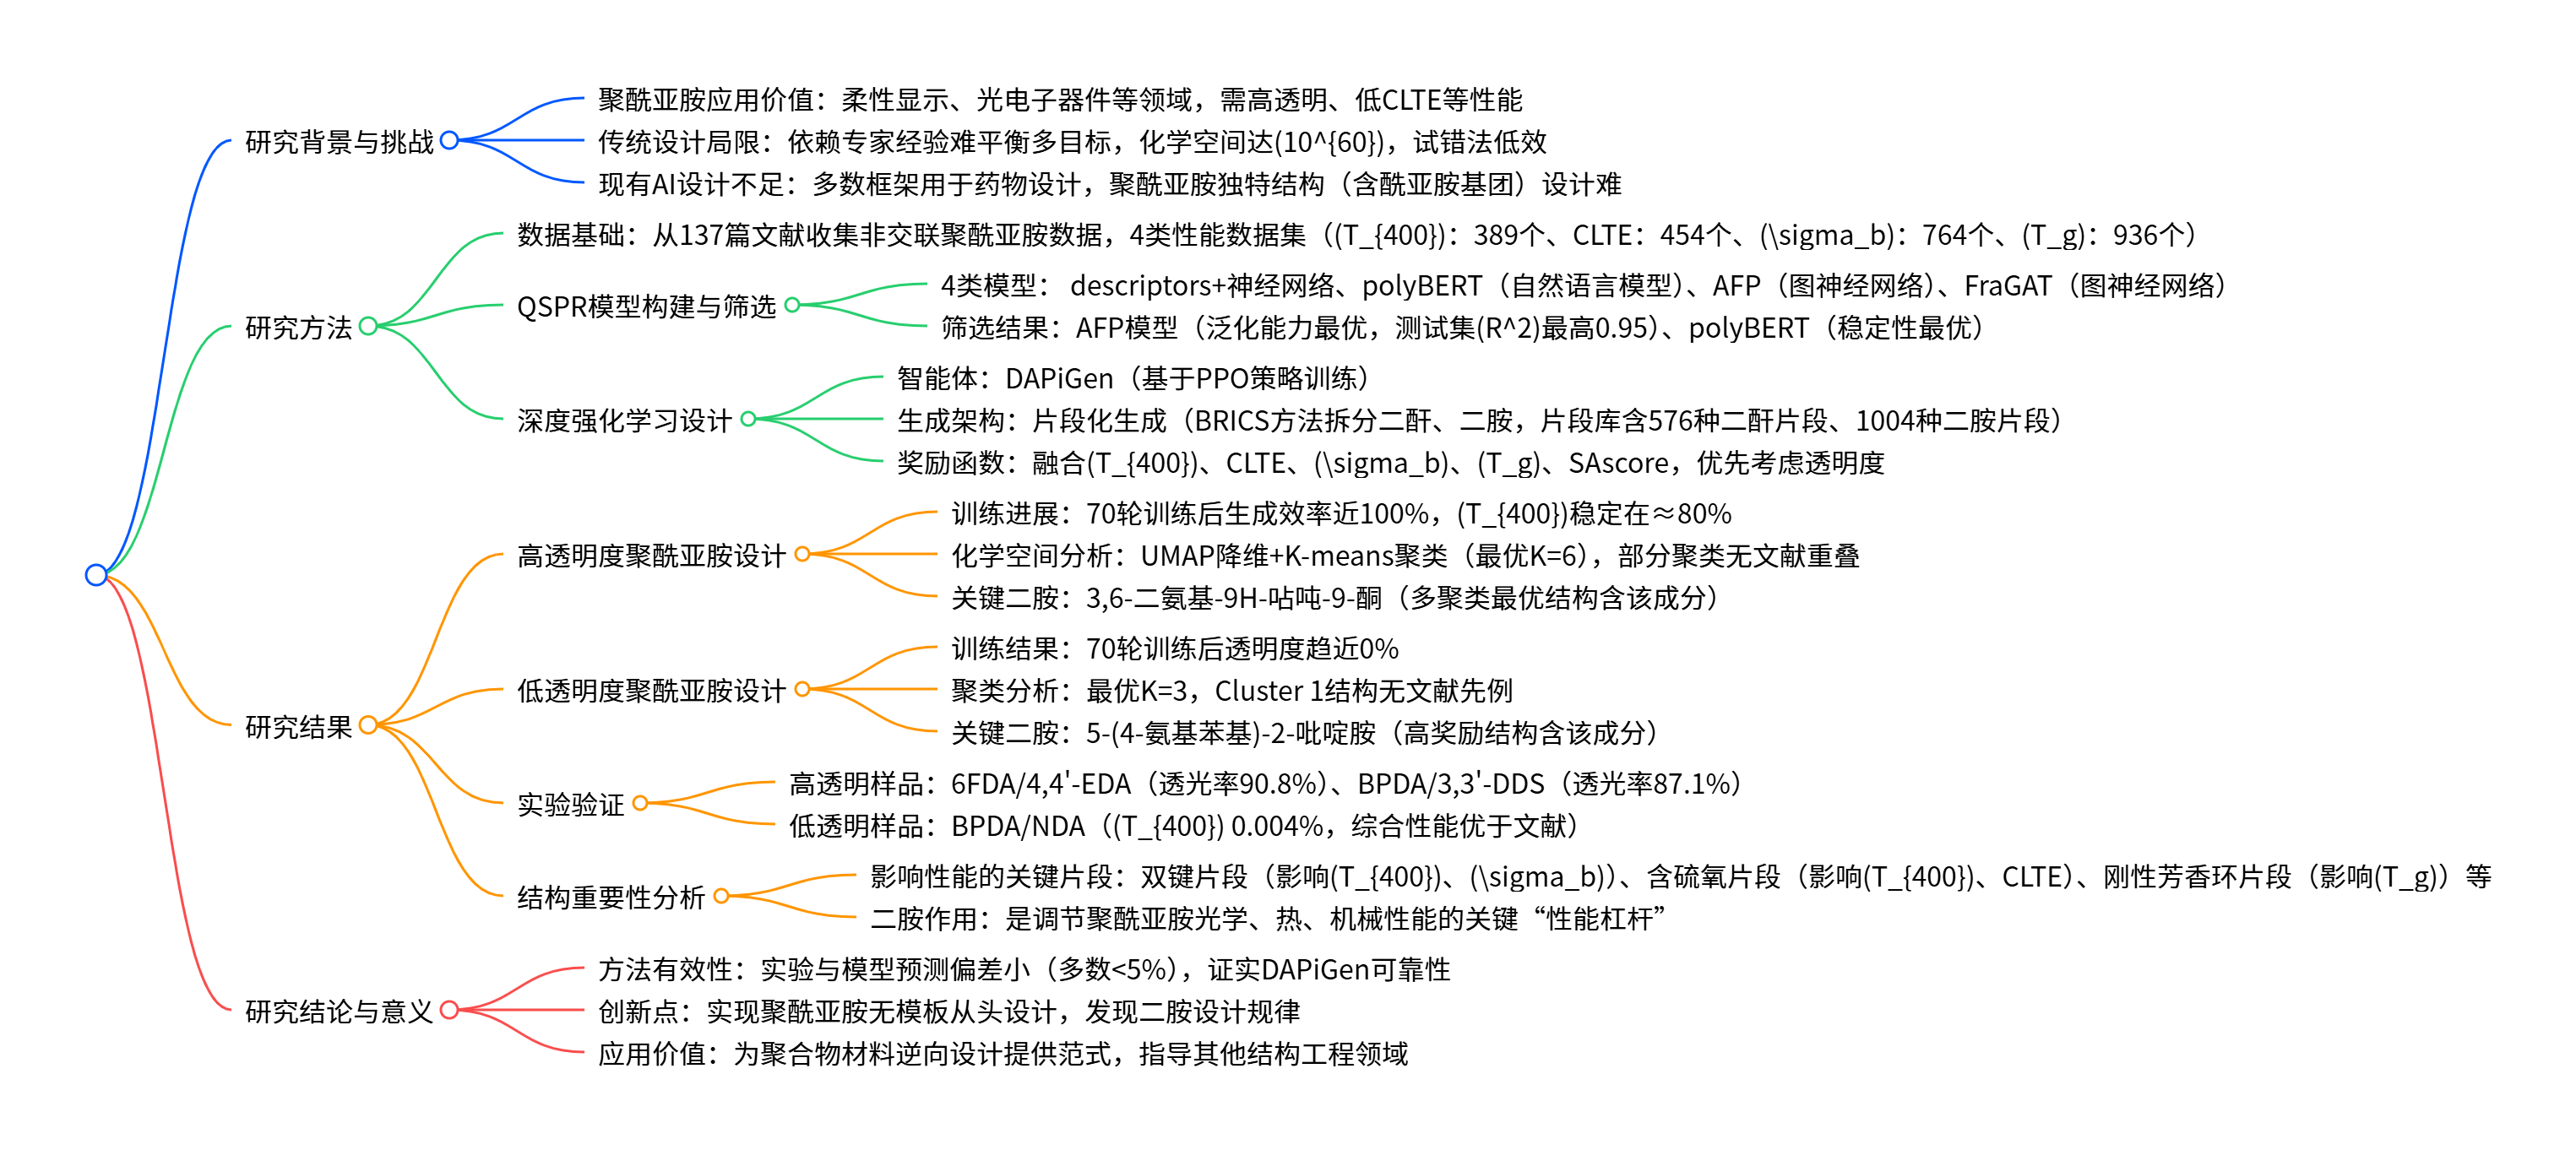 研究背景与挑战
聚酰亚胺应用价值：柔性显示、光电子器件等领域，需高透明、低CLTE等性能
传统设计局限：依赖专家经验难平衡多目标，化学空间达(10^{60})，试错法低效
现有AI设计不足：多数框架用于药物设计，聚酰亚胺独特结构（含酰亚胺基团）设计难
研究方法
数据基础：从137篇文献收集非交联聚酰亚胺数据，4类性能数据集（(T_{400})：389个、CLTE：454个、(\sigma_b)：764个、(T_g)：936个）
QSPR模型构建与筛选
4类模型： descriptors+神经网络、polyBERT（自然语言模型）、AFP（图神经网络）、FraGAT（图神经网络）
筛选结果：AFP模型（泛化能力最优，测试集(R^2)最高0.95）、polyBERT（稳定性最优）
深度强化学习设计
智能体：DAPiGen（基于PPO策略训练）
生成架构：片段化生成（BRICS方法拆分二酐、二胺，片段库含576种二酐片段、1004种二胺片段）
奖励函数：融合(T_{400})、CLTE、(\sigma_b)、(T_g)、SAscore，优先考虑透明度
研究结果
高透明度聚酰亚胺设计
训练进展：70轮训练后生成效率近100%，(T_{400})稳定在≈80%
化学空间分析：UMAP降维+K-means聚类（最优K=6），部分聚类无文献重叠
关键二胺：3,6-二氨基-9H-呫吨-9-酮（多聚类最优结构含该成分）
低透明度聚酰亚胺设计
训练结果：70轮训练后透明度趋近0%
聚类分析：最优K=3，Cluster 1结构无文献先例
关键二胺：5-(4-氨基苯基)-2-吡啶胺（高奖励结构含该成分）
实验验证
高透明样品：6FDA/4,4'-EDA（透光率90.8%）、BPDA/3,3'-DDS（透光率87.1%）
低透明样品：BPDA/NDA（(T_{400}) 0.004%，综合性能优于文献）
结构重要性分析
影响性能的关键片段：双键片段（影响(T_{400})、(\sigma_b)）、含硫氧片段（影响(T_{400})、CLTE）、刚性芳香环片段（影响(T_g)）等
二胺作用：是调节聚酰亚胺光学、热、机械性能的关键“性能杠杆”
研究结论与意义
方法有效性：实验与模型预测偏差小（多数<5%），证实DAPiGen可靠性
创新点：实现聚酰亚胺无模板从头设计，发现二胺设计规律
应用价值：为聚合物材料逆向设计提供范式，指导其他结构工程领域